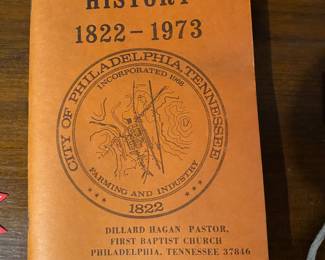 HISTORY
1822-1973
CITY OF PHILADELPHIA, TENNESSEE
INCORPORATED 1968
FARMING AND INDUSTRY
1822
DILLARD HAGAN PASTOR,
FIRST BAPTIST CHURCH
PHILADELPHIA, TENNESSEE 37846